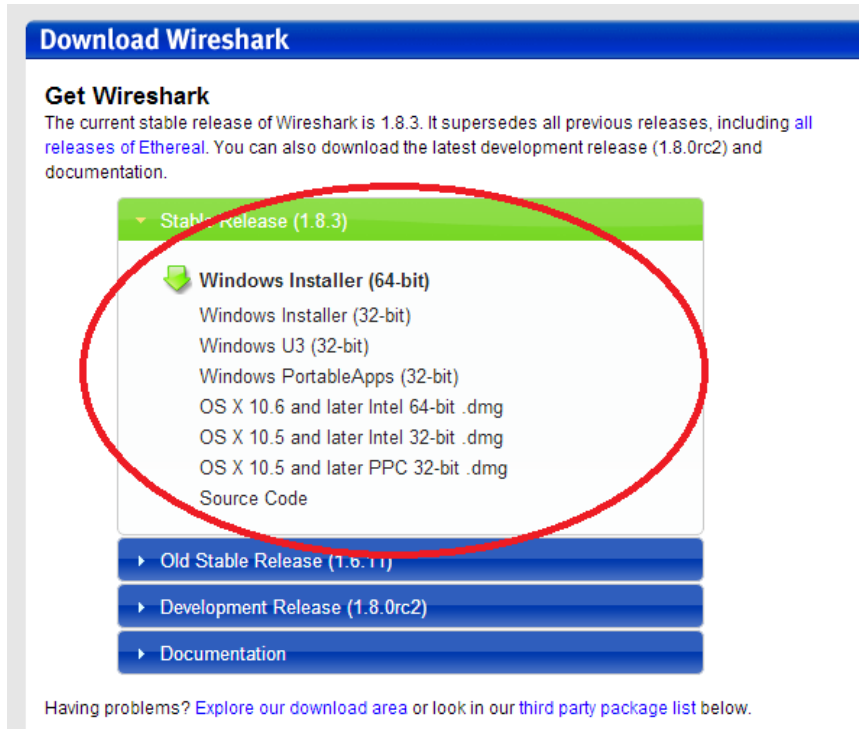 Download Wireshark
Get Wireshark
The current stable release of Wireshark is 1.8.3. It supersedes all previous releases, including all
releases of Ethereal. You can also download the latest development release (1.8.0rc2) and
documentation.
Stable Release (1.8.3)
Windows Installer (64-bit)
Windows Installer (32-bit)
Windows U3 (32-bit)
Windows PortableApps (32-bit)
OS X 10.6 and later Intel 64-bit .dmg
OS X 10.5 and later Intel 32-bit .dmg
OS X 10.5 and later PPC 32-bit .dmg
Source Code
Old Stable Release (1.6.11)
Development Release (1.8.0rc2)
Documentation
Having problems? Explore our download area or look in our third party package list below.